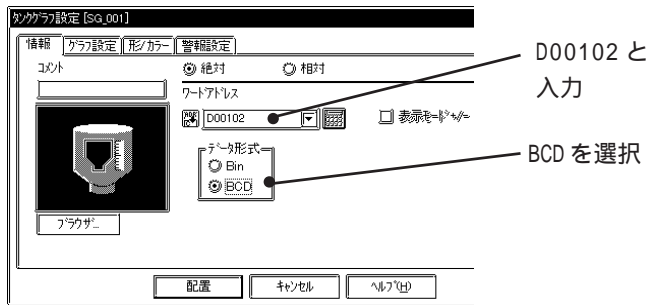 タンクグラフ設定 [SG_001]
情報 グラフ設定 形/カラー 警報設定
コメント 絶対 相対
ワードアドレス
D00102 表示モード
データ形式
Bin
BCD
ブラウザ_
配置 キャンセル ヘルプ(H)
D00102 と
入力
BCD を選択